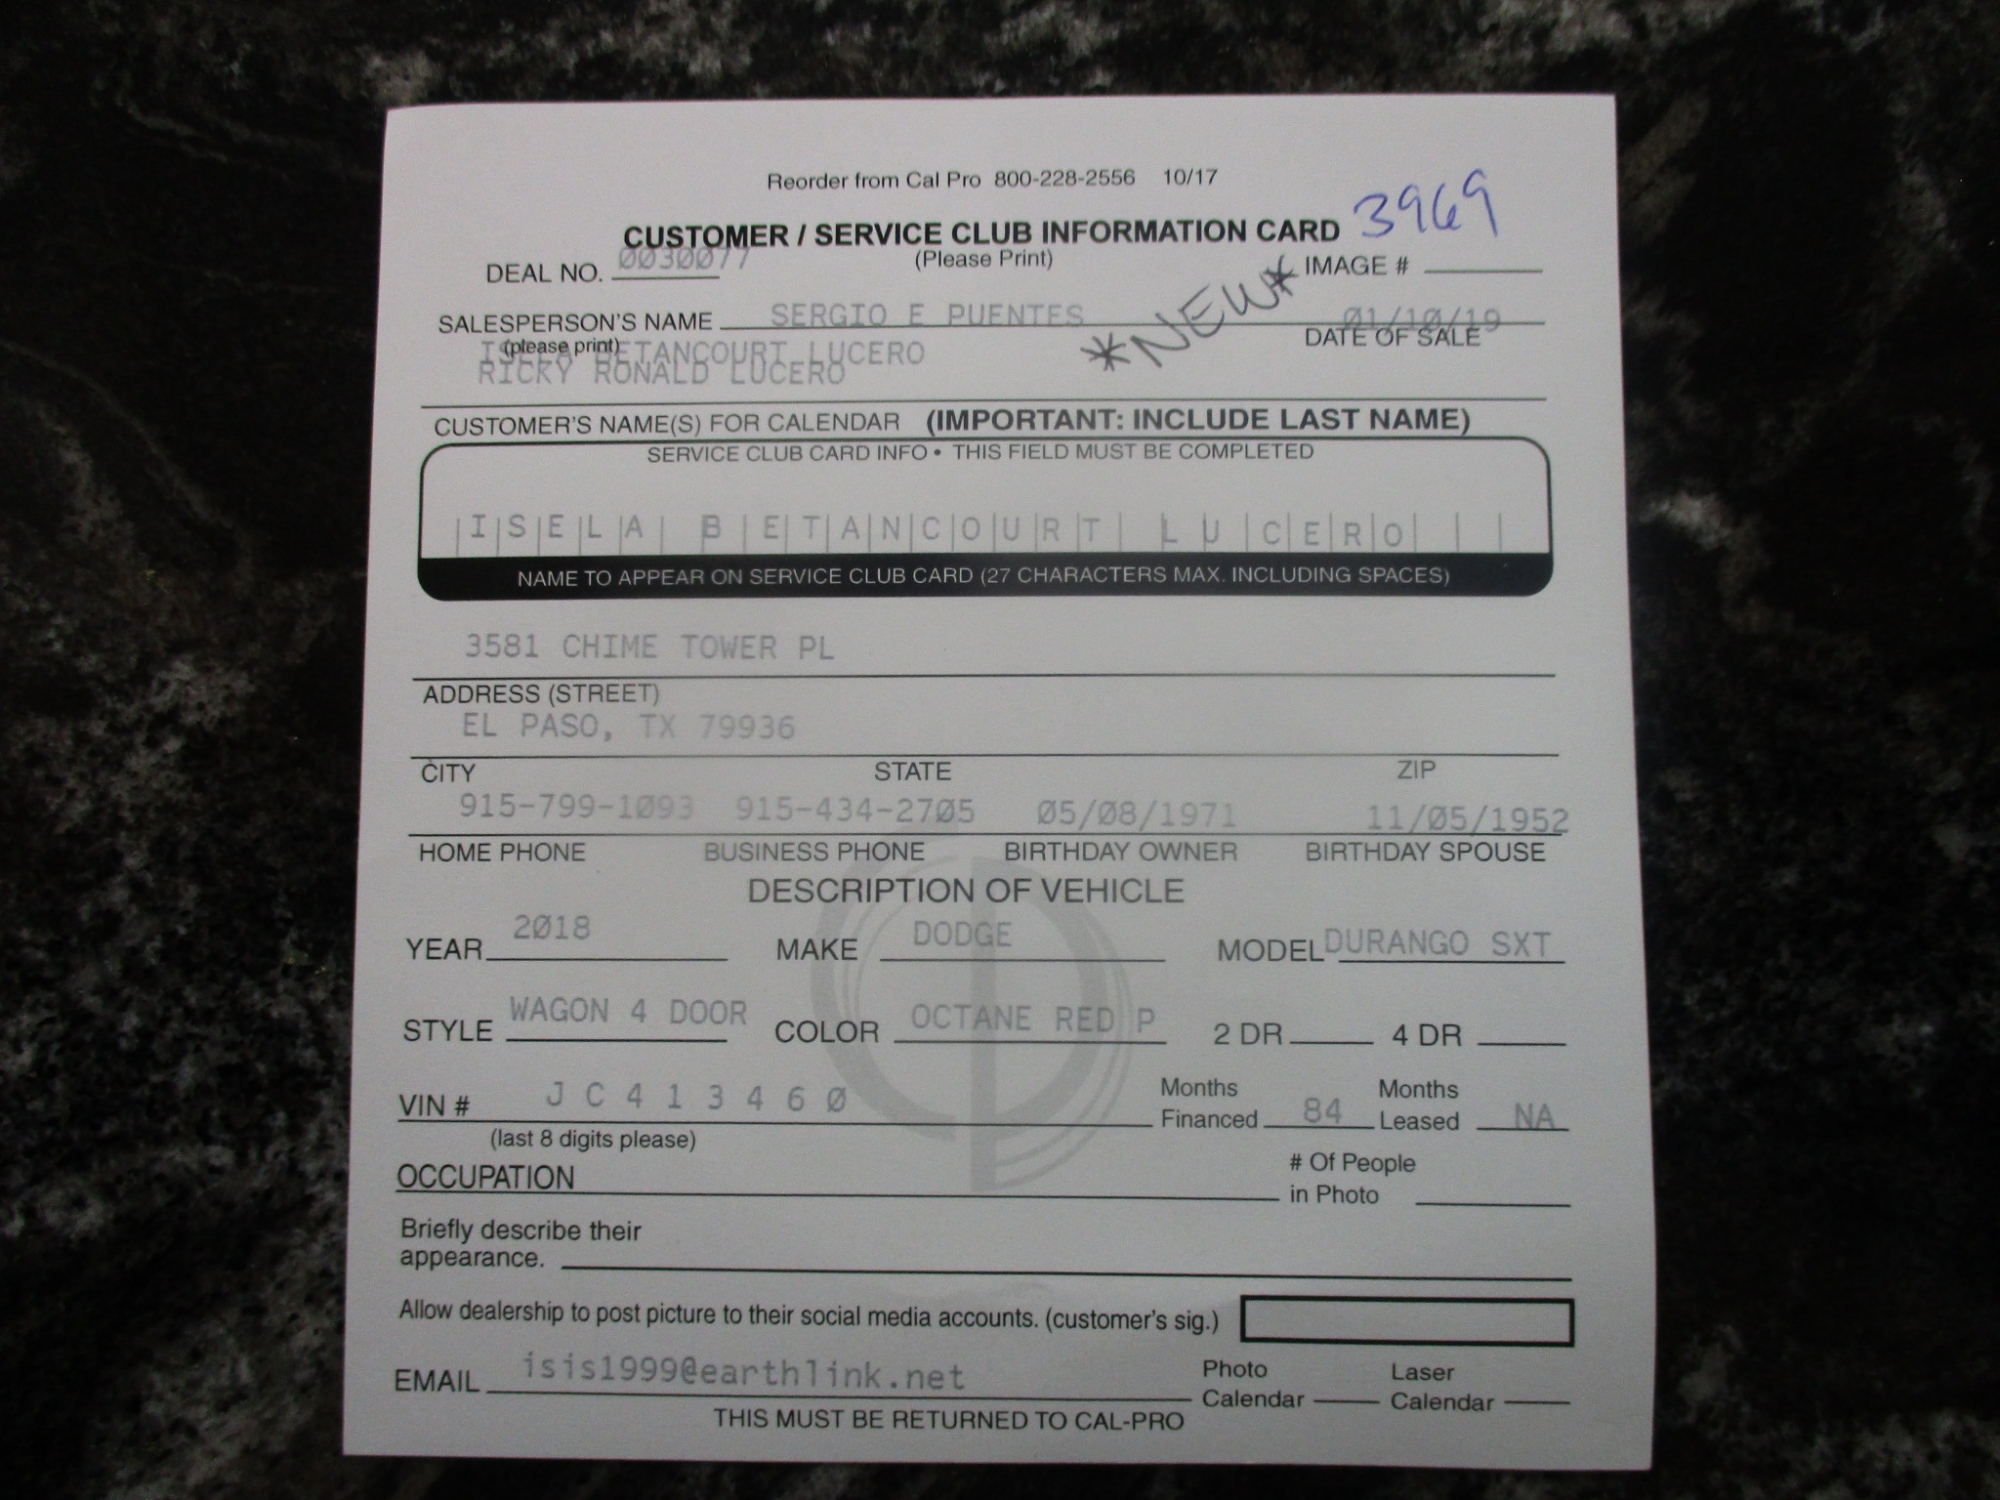 Reorder from Cal Pro 800-228-2556 10/17
CUSTOMER / SERVICE CLUB INFORMATION CARD 3969
DEAL NO. 0030077 (Please Print) IMAGE #
*NEW*
SALESPERSON'S NAME SERGIO E PUENTES 01/10/19
(please print) DATE OF SALE
ISELA BETANCOURT LUCERO
RICKY RONALD LUCERO
CUSTOMER'S NAME(S) FOR CALENDAR (IMPORTANT: INCLUDE LAST NAME)
SERVICE CLUB CARD INFO • THIS FIELD MUST BE COMPLETED
ISELA BETANCOURT LUCERO
NAME TO APPEAR ON SERVICE CLUB CARD (27 CHARACTERS MAX. INCLUDING SPACES)
3581 CHIME TOWER PL
ADDRESS (STREET)
EL PASO, TX 79936
CITY STATE ZIP
915-799-1093 915-434-2705 05/08/1971 11/05/1952
HOME PHONE BUSINESS PHONE BIRTHDAY OWNER BIRTHDAY SPOUSE
DESCRIPTION OF VEHICLE
YEAR 2018 MAKE DODGE MODEL DURANGO SXT
STYLE WAGON 4 DOOR COLOR OCTANE RED P 2 DR 4 DR
VIN # J C 4 1 3 4 6 0 Months Financed 84 Months Leased NA
(last 8 digits please)
OCCUPATION # Of People in Photo
Briefly describe their
appearance.
Allow dealership to post picture to their social media accounts. (customer's sig.)
EMAIL isis1999@earthlink.net Photo Calendar Laser Calendar
THIS MUST BE RETURNED TO CAL-PRO